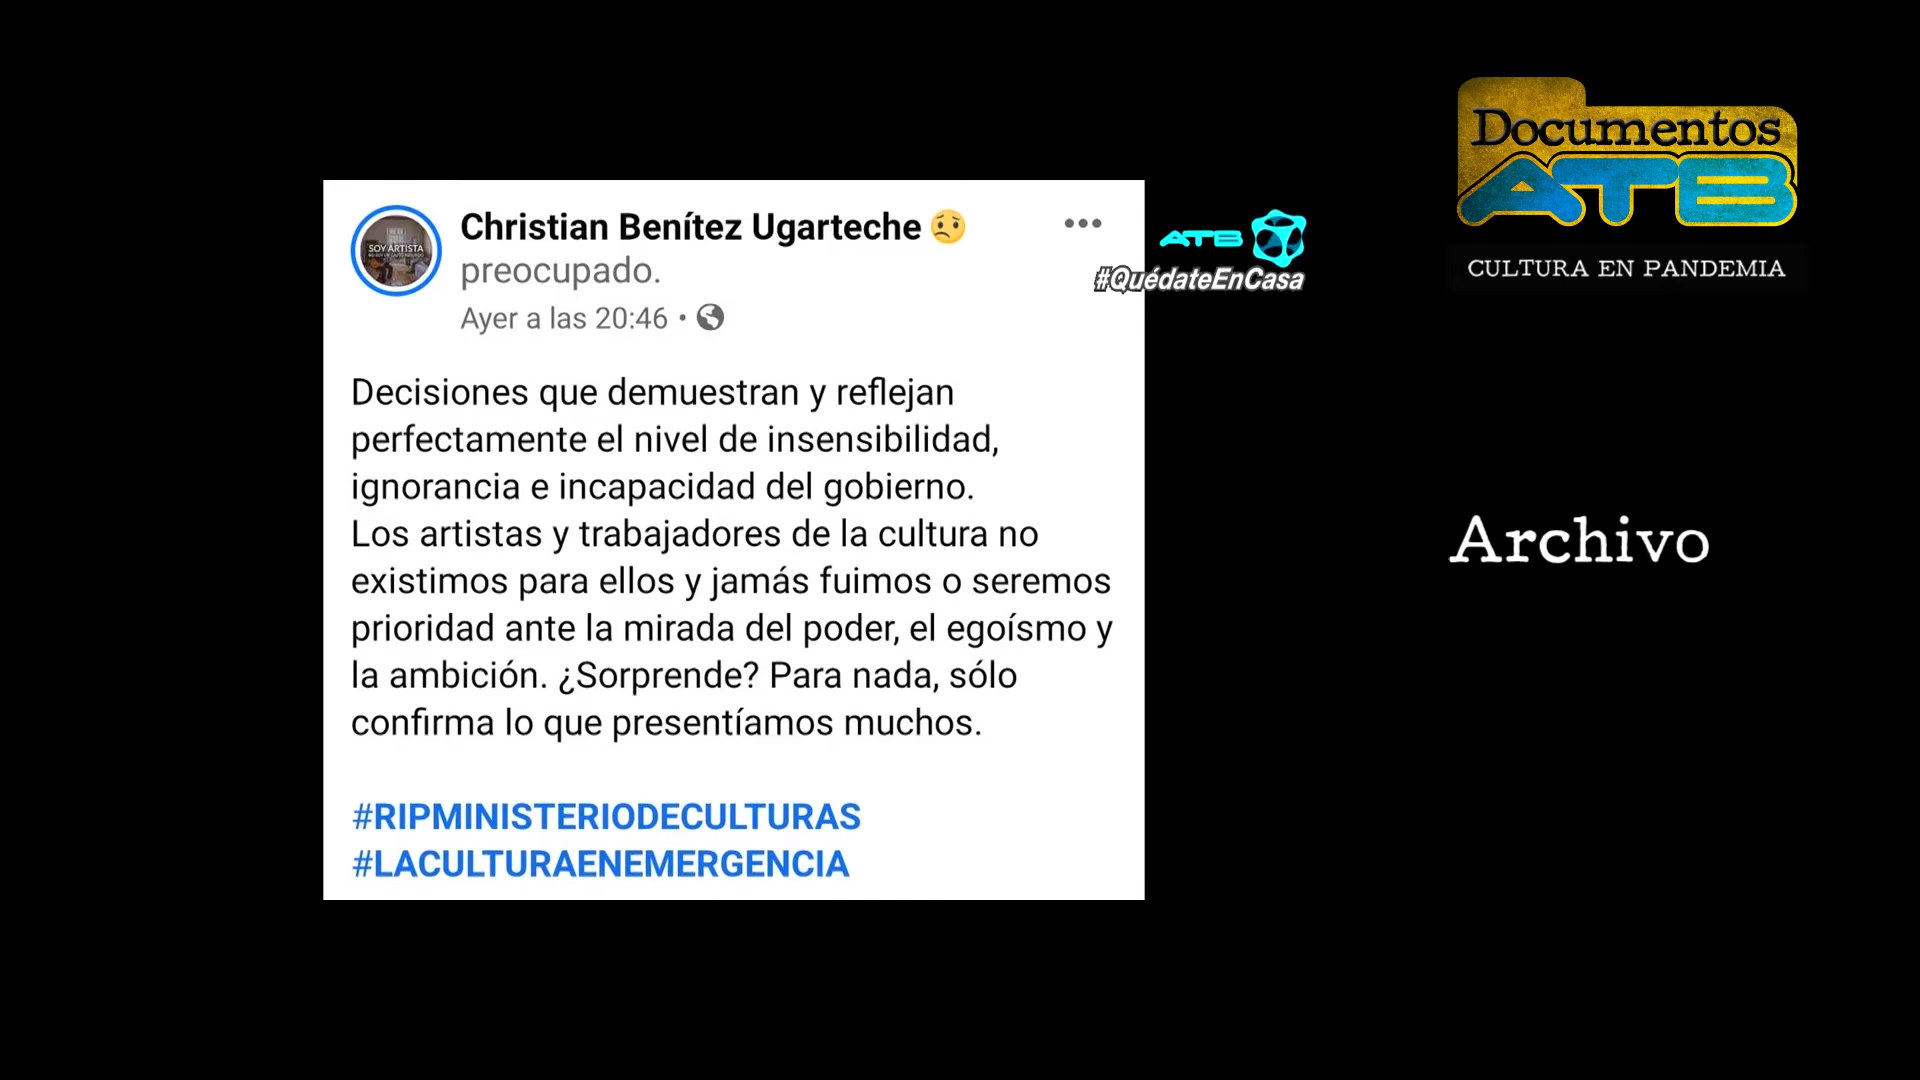 Documentos
ATB
CULTURA EN PANDEMIA
ATB
#QuédateEnCasa
Archivo
SOY ARTISTA
Christian Benítez Ugarteche 😟
preocupado.
Ayer a las 20:46 •
Decisiones que demuestran y reflejan
perfectamente el nivel de insensibilidad,
ignorancia e incapacidad del gobierno.
Los artistas y trabajadores de la cultura no
existimos para ellos y jamás fuimos o seremos
prioridad ante la mirada del poder, el egoísmo y
la ambición. ¿Sorprende? Para nada, sólo
confirma lo que presentíamos muchos.
#RIPMINISTERIODECULTURAS
#LACULTURAENEMERGENCIA